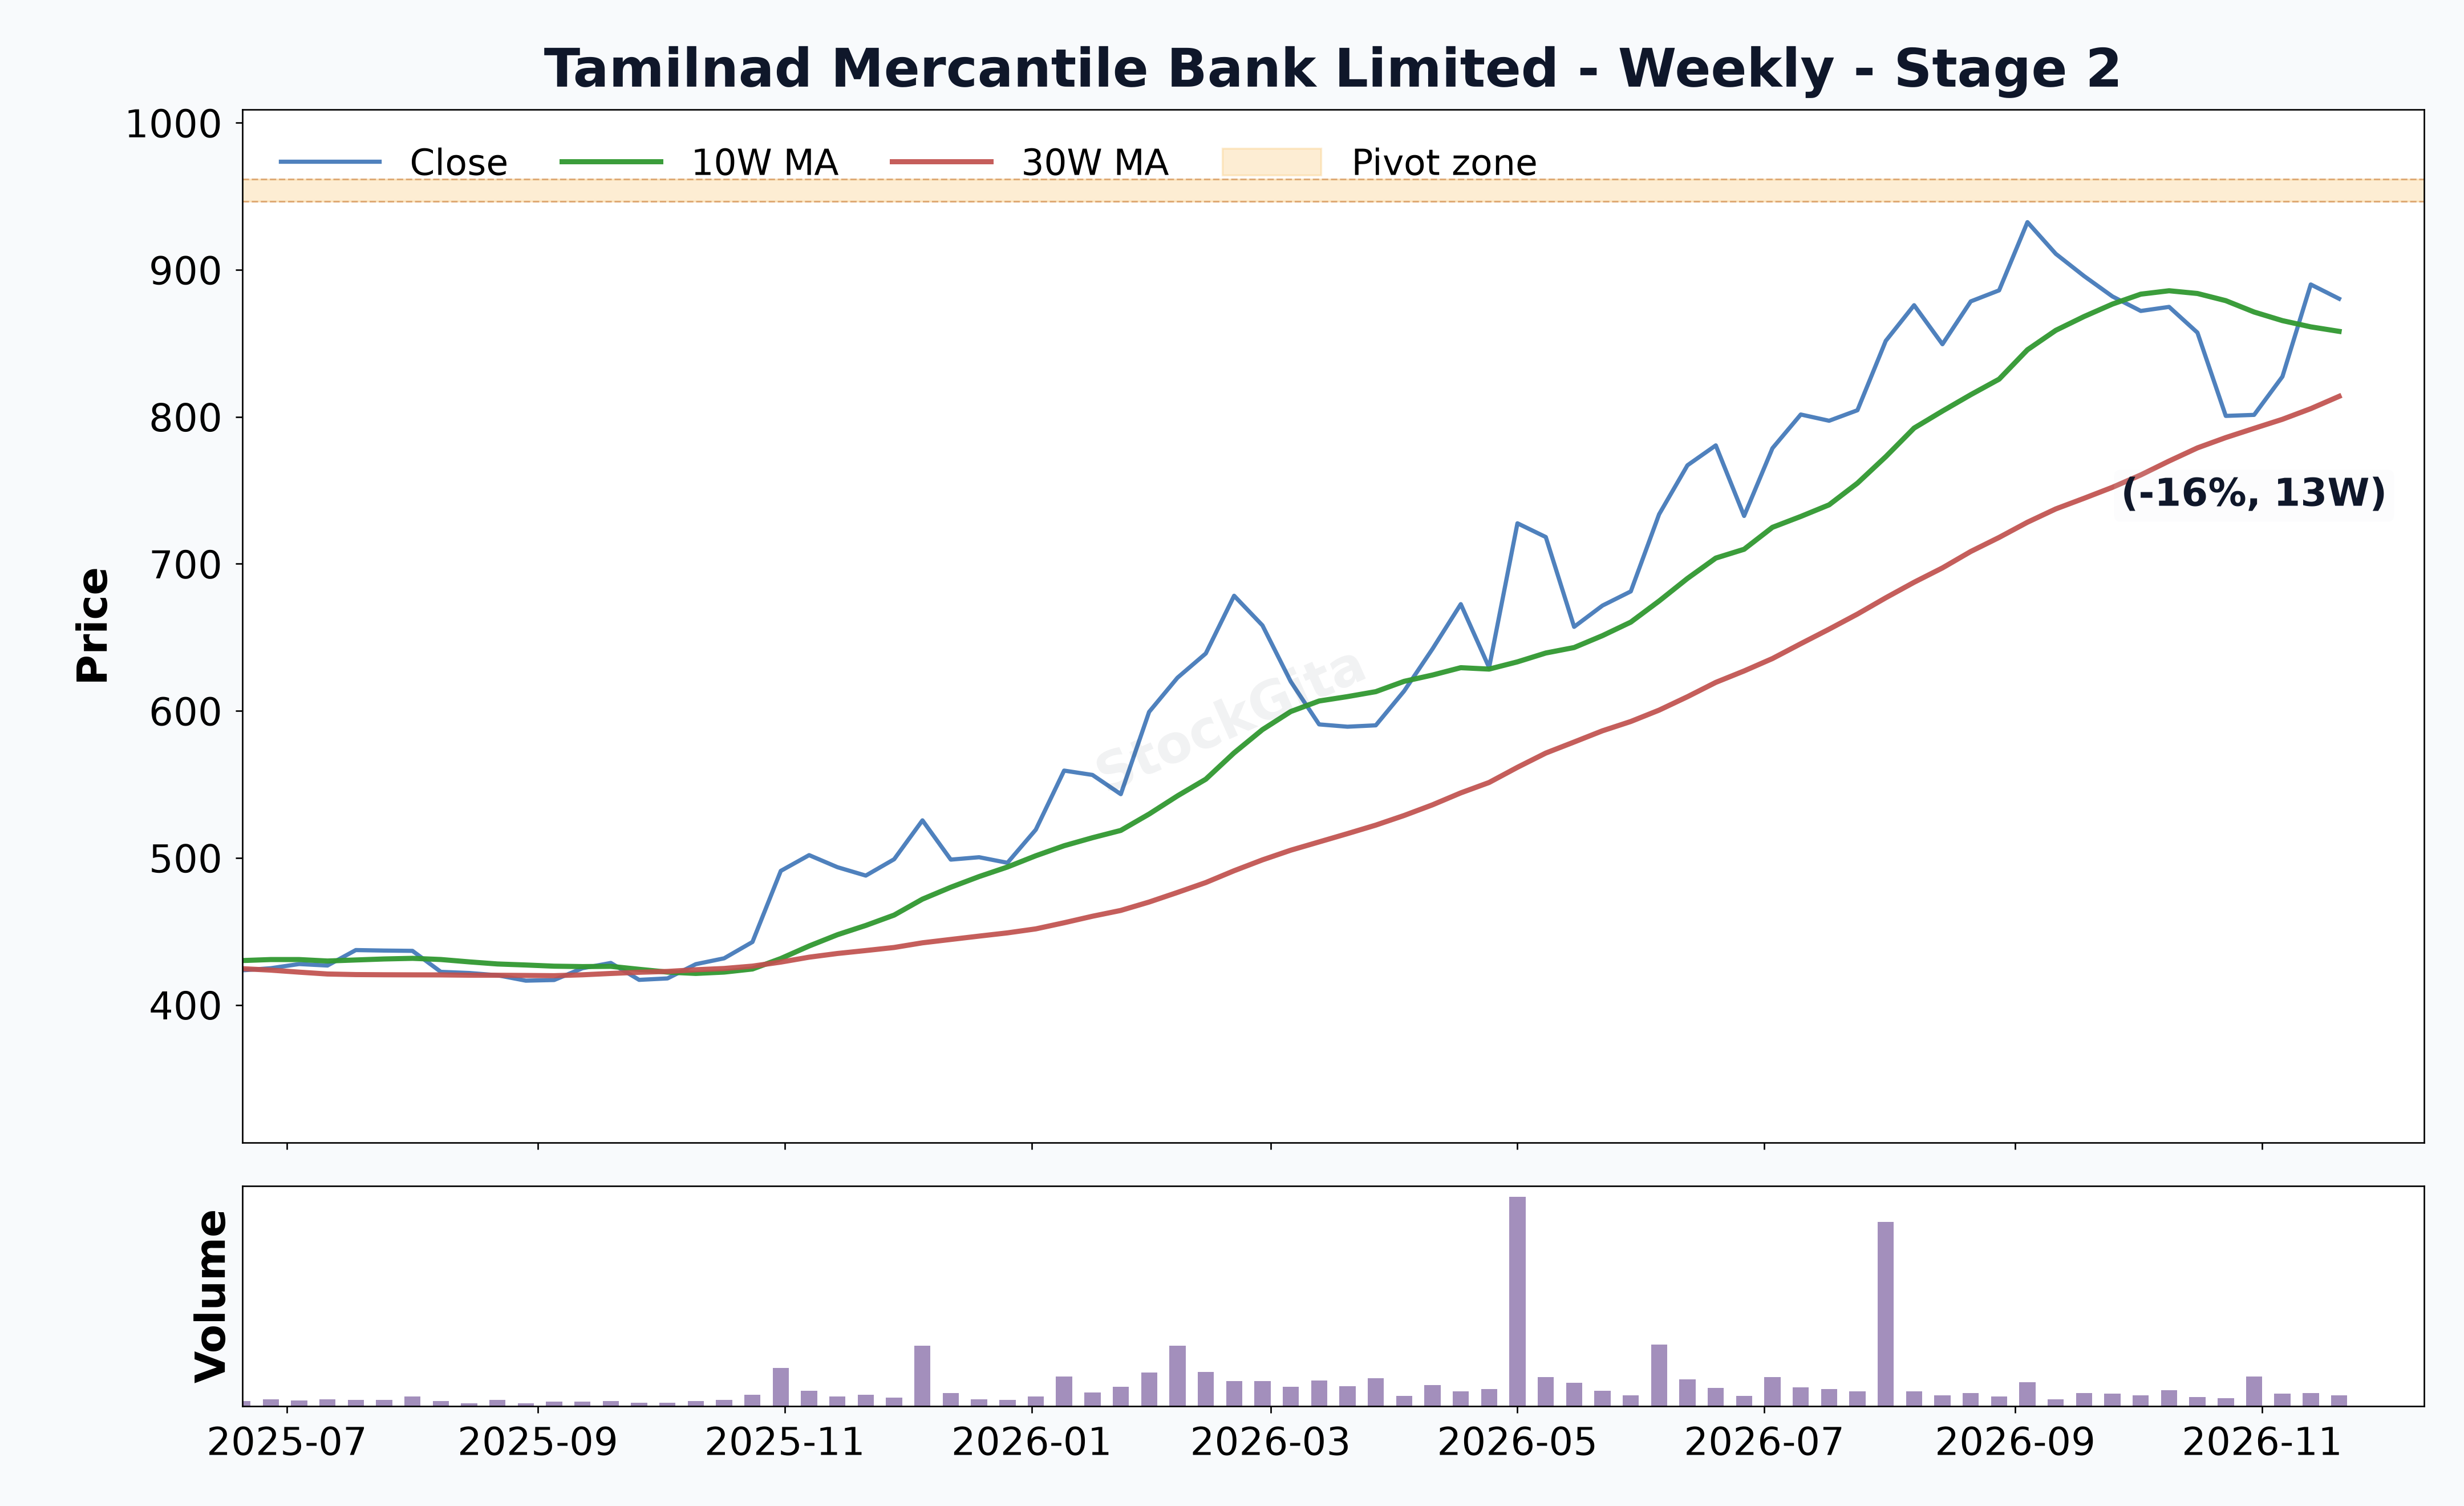 Tamilnad Mercantile Bank Limited - Weekly - Stage 2
Close 10W MA 30W MA Pivot zone
1000
900
800
700
600
500
400
Price
(-16%, 13W)
StockGita
Volume
2025-07 2025-09 2025-11 2026-01 2026-03 2026-05 2026-07 2026-09 2026-11